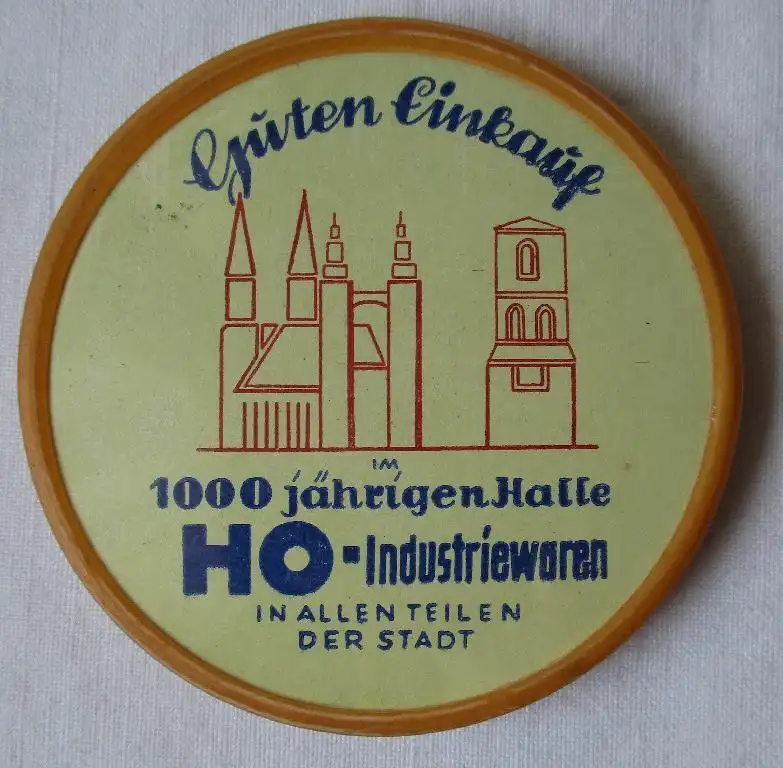 Guten Einkauf
IM
1000 jährigen Halle
HO-Industriewaren
IN ALLEN TEILEN
DER STADT